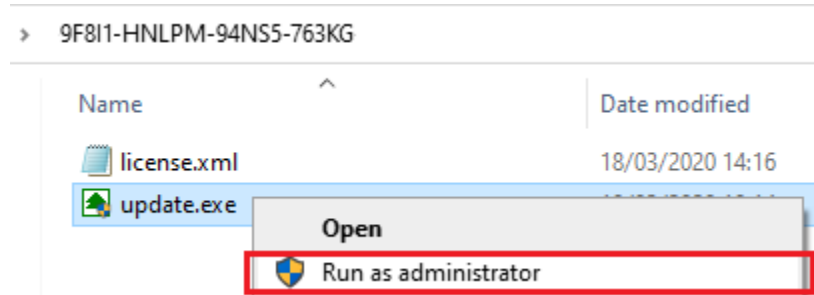 9F8I1-HNLPM-94NS5-763KG
Name Date modified
license.xml 18/03/2020 14:16
update.exe
Open
Run as administrator